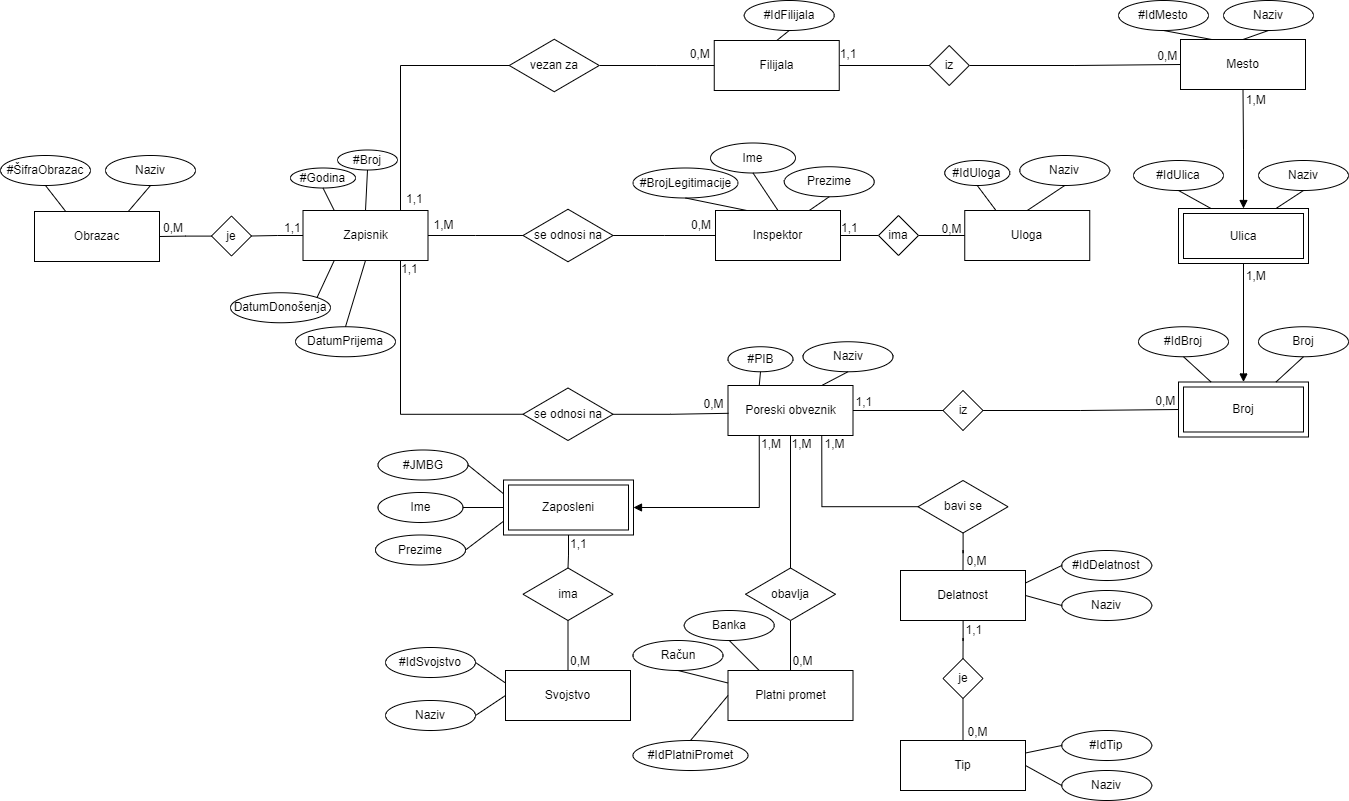 #IdFilijala
#IdMesto
Naziv
vezan za
0,M
Filijala
1,1
iz
0,M
Mesto
1,M
#ŠifraObrazac
Naziv
#Godina
#Broj
1,1
#BrojLegitimacije
Ime
Prezime
#IdUloga
Naziv
#IdUlica
Naziv
Obrazac
0,M
je
1,1
Zapisnik
1,M
se odnosi na
0,M
Inspektor
1,1
ima
0,M
Uloga
Ulica
1,1
1,M
DatumDonošenja
DatumPrijema
#PIB
Naziv
#IdBroj
Broj
se odnosi na
0,M
Poreski obveznik
1,1
iz
0,M
Broj
1,M
1,M
1,M
#JMBG
Ime
Prezime
Zaposleni
bavi se
1,1
0,M
ima
obavlja
Delatnost
#IdDelatnost
Naziv
1,1
Banka
Račun
#IdSvojstvo
Naziv
0,M
Svojstvo
0,M
Platni promet
je
#IdPlatniPromet
0,M
Tip
#IdTip
Naziv